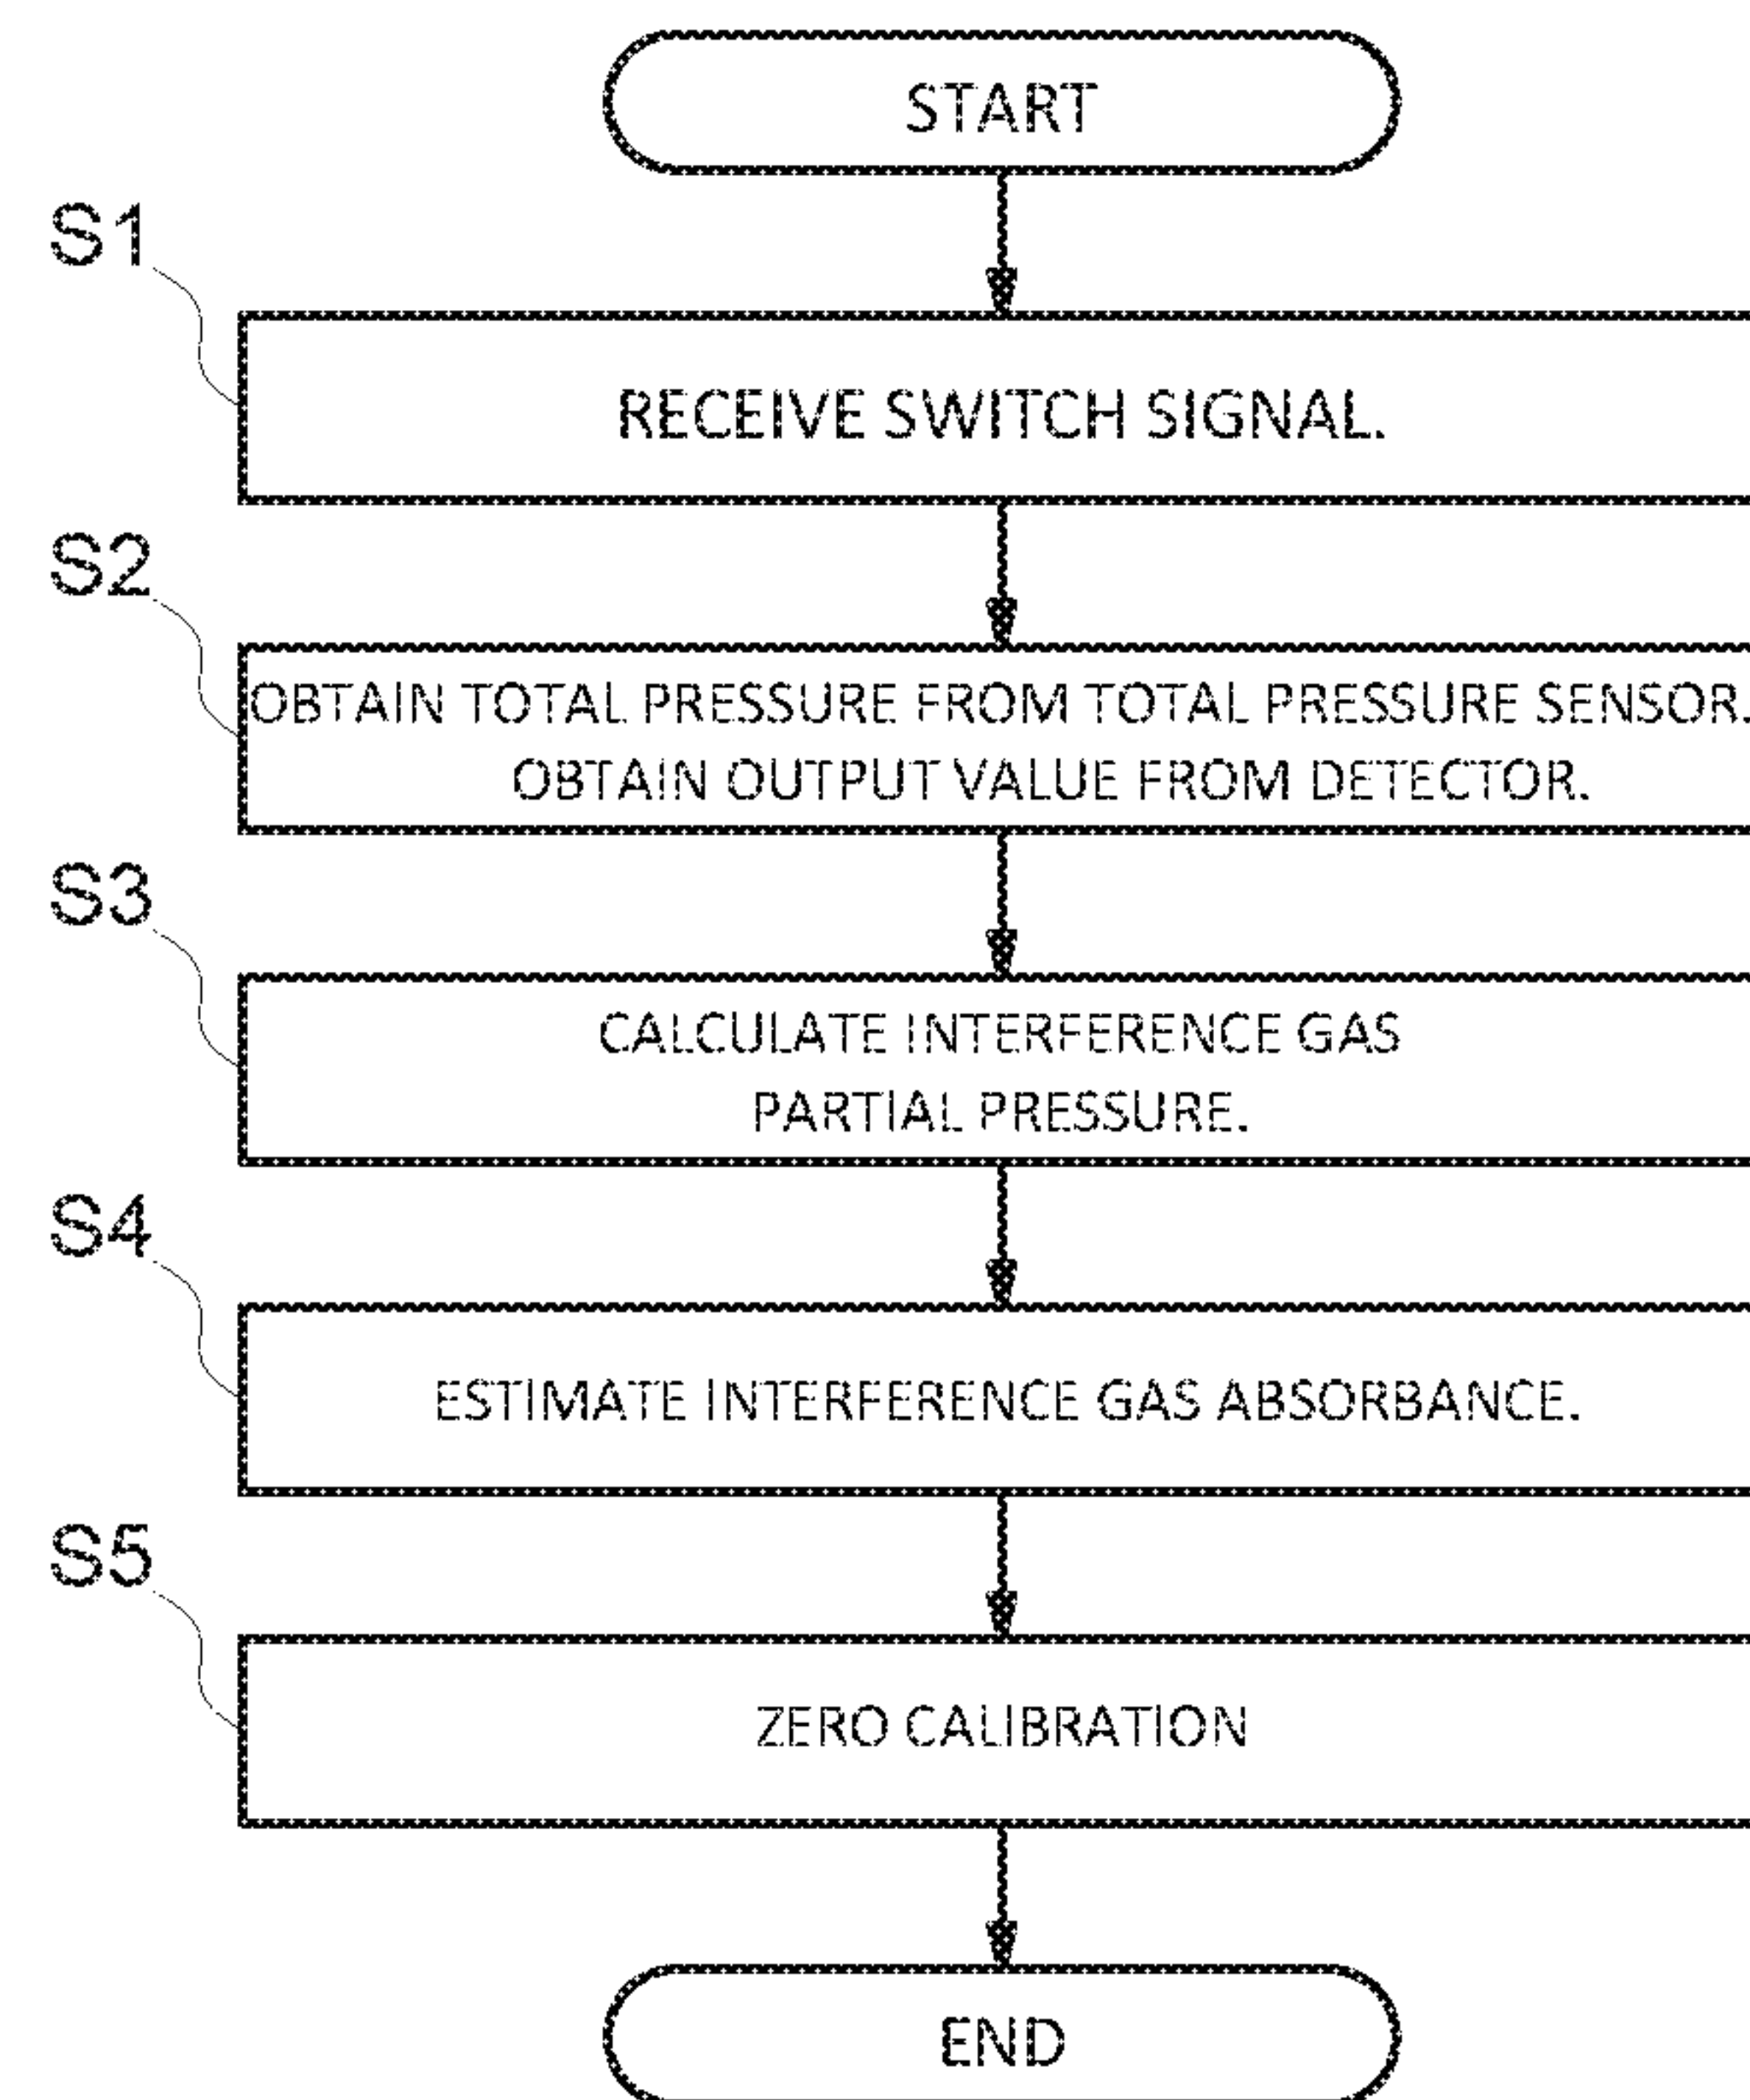 START
S1
RECEIVE SWITCH SIGNAL.
S2
OBTAIN TOTAL PRESSURE FROM TOTAL PRESSURE SENSOR.
OBTAIN OUTPUT VALUE FROM DETECTOR.
S3
CALCULATE INTERFERENCE GAS
PARTIAL PRESSURE.
S4
ESTIMATE INTERFERENCE GAS ABSORBANCE.
S5
ZERO CALIBRATION
END